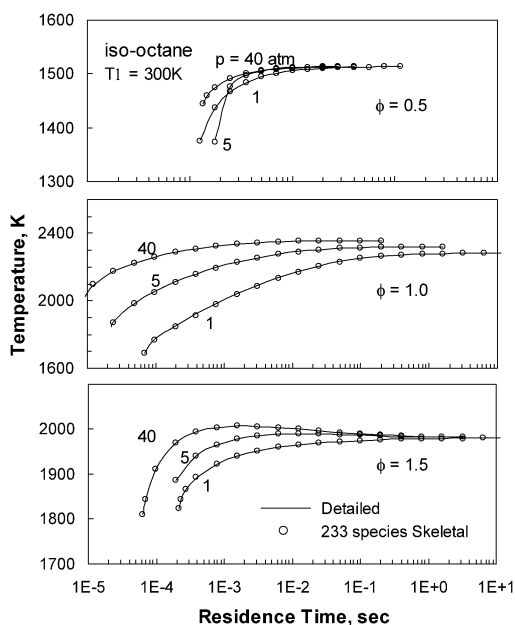 1600
iso-octane
p = 40 atm
T1 = 300K
1500
1
1400
5
ϕ = 0.5
1300
Temperature, K
2400
40
5
2000
1
ϕ = 1.0
1600
2000
40
5
1900
1
ϕ = 1.5
1800
Detailed
233 species Skeletal
1700
1E-5 1E-4 1E-3 1E-2 1E-1 1E+0 1E+1
Residence Time, sec